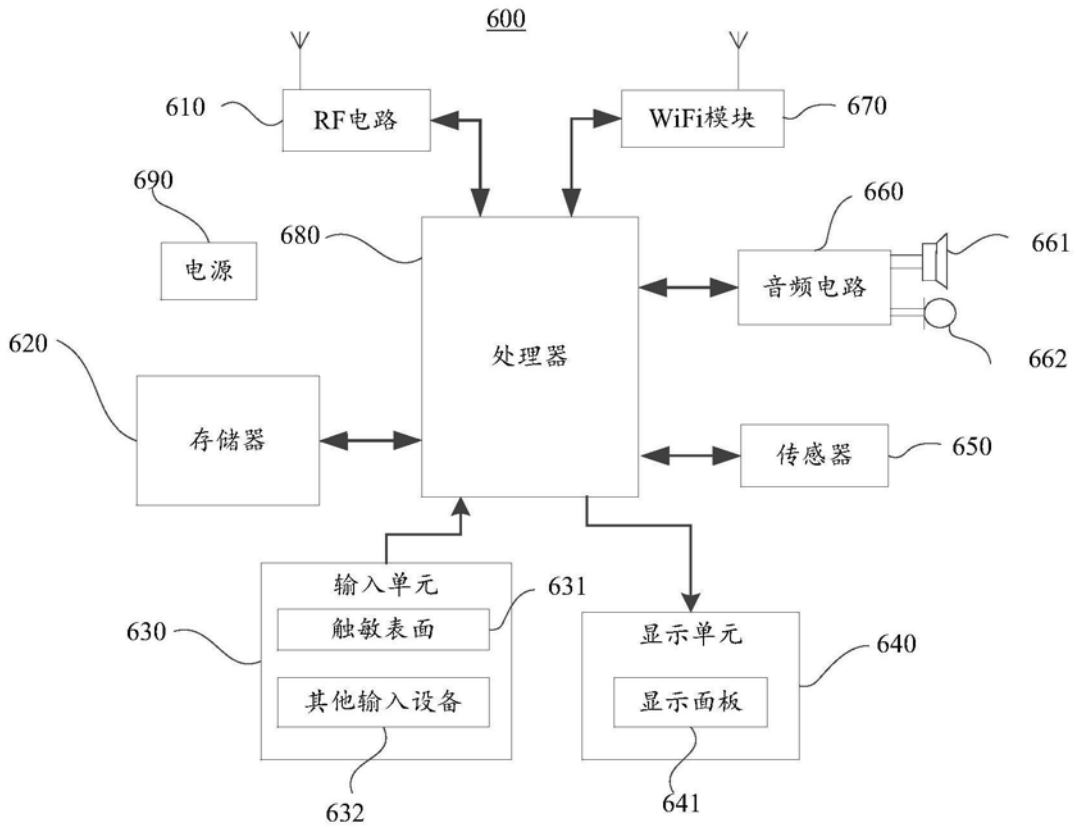 600
610
RF电路
WiFi模块
670
690
电源
680
处理器
660
音频电路
661
662
620
存储器
传感器
650
输入单元
631
触敏表面
630
其他输入设备
632
显示单元
640
显示面板
641